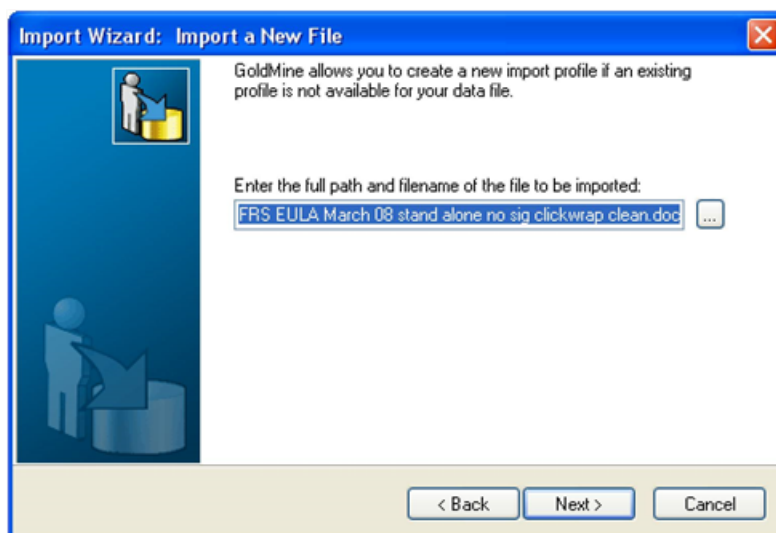 Import Wizard: Import a New File
GoldMine allows you to create a new import profile if an existing
profile is not available for your data file.
Enter the full path and filename of the file to be imported:
FRS EULA March 08 stand alone no sig clickwrap clean.doc
...
< Back
Next >
Cancel